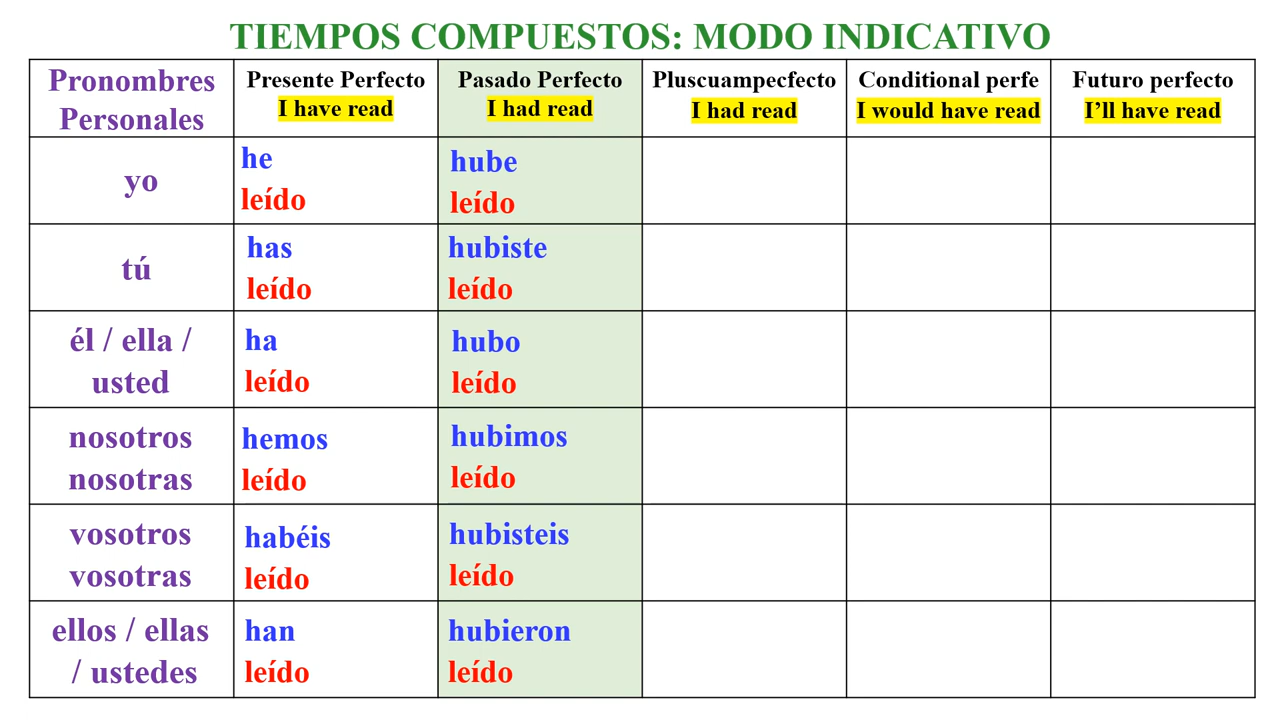 TIEMPOS COMPUESTOS: MODO INDICATIVO
Pronombres
Personales
Presente Perfecto
I have read
Pasado Perfecto
I had read
Pluscuampecfecto
I had read
Conditional perfe
I would have read
Futuro perfecto
I'll have read
yo
he
leído
hube
leído
tú
has
leído
hubiste
leído
él / ella /
usted
ha
leído
hubo
leído
nosotros
nosotras
hemos
leído
hubimos
leído
vosotros
vosotras
habéis
leído
hubisteis
leído
ellos / ellas
/ ustedes
han
leído
hubieron
leído